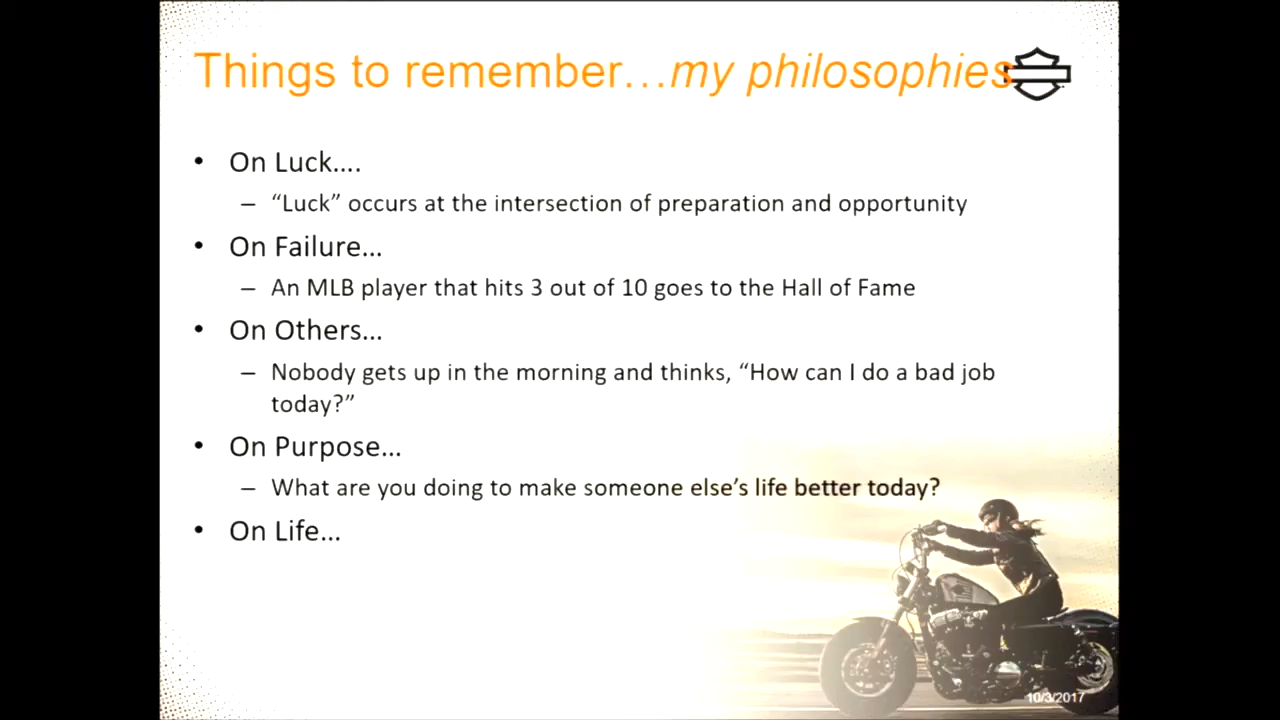 Things to remember…my philosophies
• On Luck….
– “Luck” occurs at the intersection of preparation and opportunity
• On Failure…
– An MLB player that hits 3 out of 10 goes to the Hall of Fame
• On Others…
– Nobody gets up in the morning and thinks, “How can I do a bad job
today?”
• On Purpose…
– What are you doing to make someone else’s life better today?
• On Life…
10/3/2017